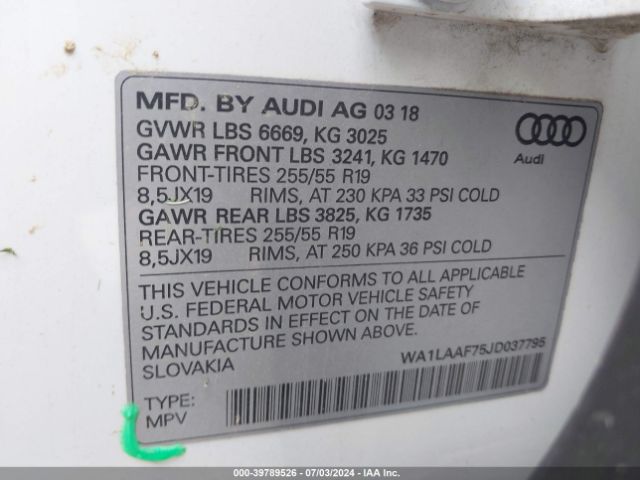 MFD. BY AUDI AG 03 18
GVWR LBS 6669, KG 3025
GAWR FRONT LBS 3241, KG 1470
FRONT-TIRES 255/55 R19
8,5JX19 RIMS, AT 230 KPA 33 PSI COLD
GAWR REAR LBS 3825, KG 1735
REAR-TIRES 255/55 R19
8,5JX19 RIMS, AT 250 KPA 36 PSI COLD
Audi
THIS VEHICLE CONFORMS TO ALL APPLICABLE
U.S. FEDERAL MOTOR VEHICLE SAFETY
STANDARDS IN EFFECT ON THE DATE OF
MANUFACTURE SHOWN ABOVE.
SLOVAKIA
WA1LAAF75JD037795
TYPE:
MPV
000-39789526 - 07/03/2024 - IAA Inc.